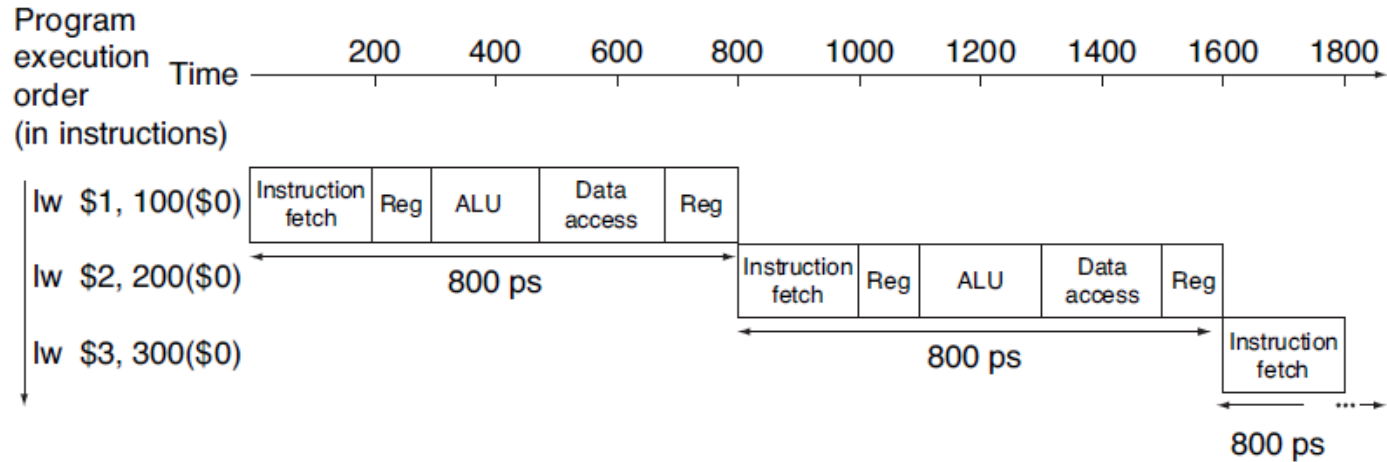 Program
execution
order
(in instructions)
Time
200 400 600 800 1000 1200 1400 1600 1800
lw $1, 100($0)
Instruction
fetch
Reg
ALU
Data
access
Reg
800 ps
lw $2, 200($0)
Instruction
fetch
Reg
ALU
Data
access
Reg
800 ps
lw $3, 300($0)
Instruction
fetch
...
800 ps